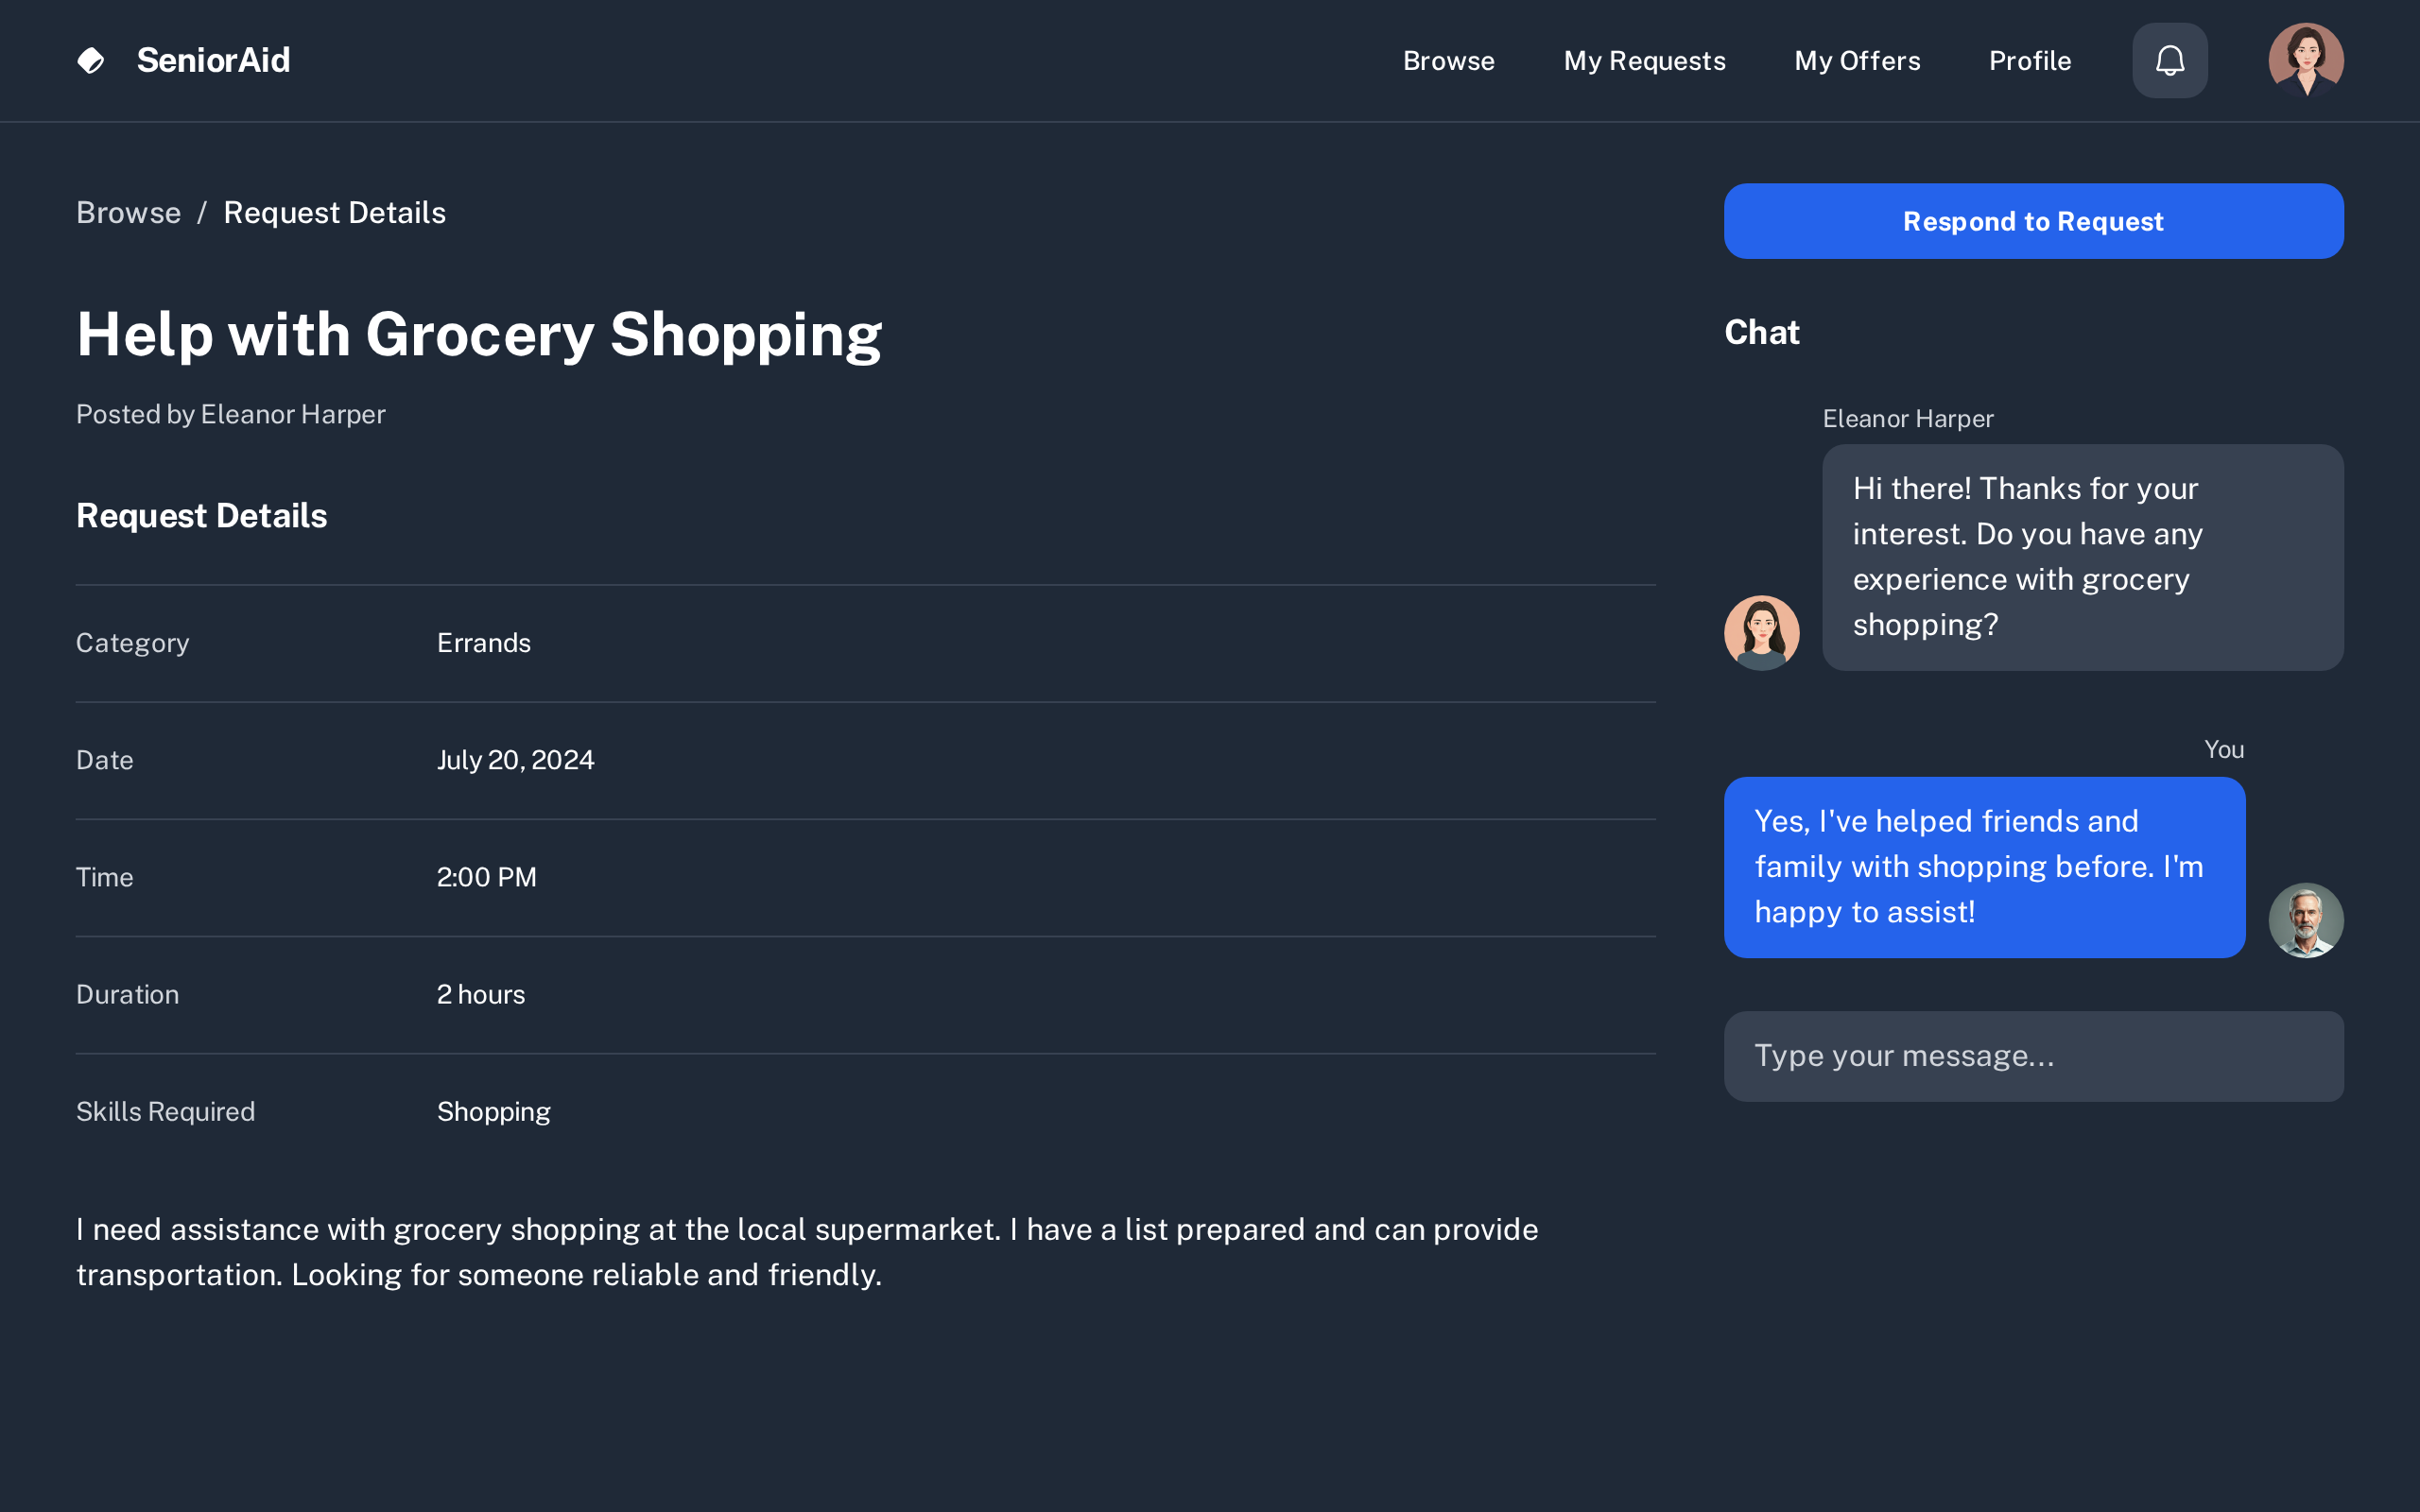 SeniorAid
Browse
My Requests
My Offers
Profile
Browse / Request Details
Help with Grocery Shopping
Posted by Eleanor Harper
Request Details
Category
Errands
Date
July 20, 2024
Time
2:00 PM
Duration
2 hours
Skills Required
Shopping
I need assistance with grocery shopping at the local supermarket. I have a list prepared and can provide
transportation. Looking for someone reliable and friendly.
Respond to Request
Chat
Eleanor Harper
Hi there! Thanks for your
interest. Do you have any
experience with grocery
shopping?
You
Yes, I've helped friends and
family with shopping before. I'm
happy to assist!
Type your message...